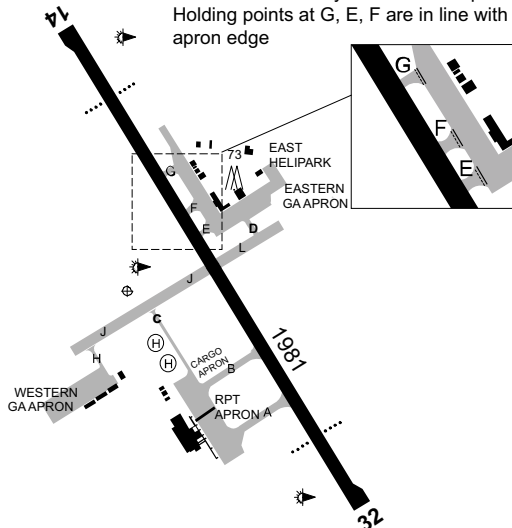 Holding points at G, E, F are in line with
apron edge
14
G
F
E
73
EAST
HELIPARK
EASTERN
GA APRON
G
F
E
D
L
J
J
C
H
H
H
1981
CARGO
APRON
B
WESTERN
GA APRON
RPT
APRON
A
32